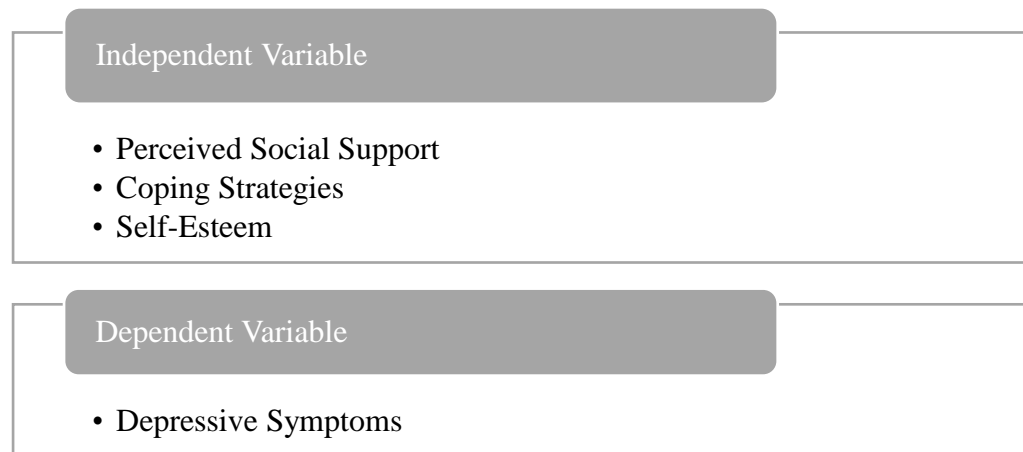 Independent Variable
• Perceived Social Support
• Coping Strategies
• Self-Esteem
Dependent Variable
• Depressive Symptoms